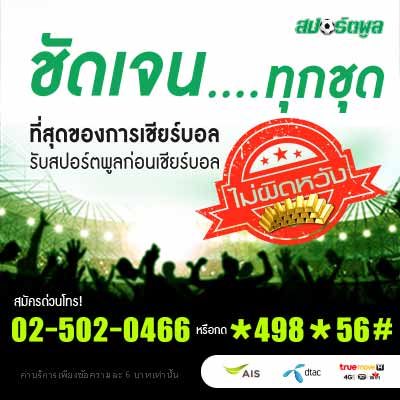 สปอร์ตพูล
ชัดเจน....ทุกชุด
ที่สุดของการเชียร์บอล
รับสปอร์ตพูลก่อนเชียร์บอล
ไม่ผิดหวัง
สมัครด่วนโทร!
02-502-0466 หรือกด *498*56#
ค่าบริการเพียงข้อความละ 6 บาทเท่านั้น
AIS dtac truemove H
4G